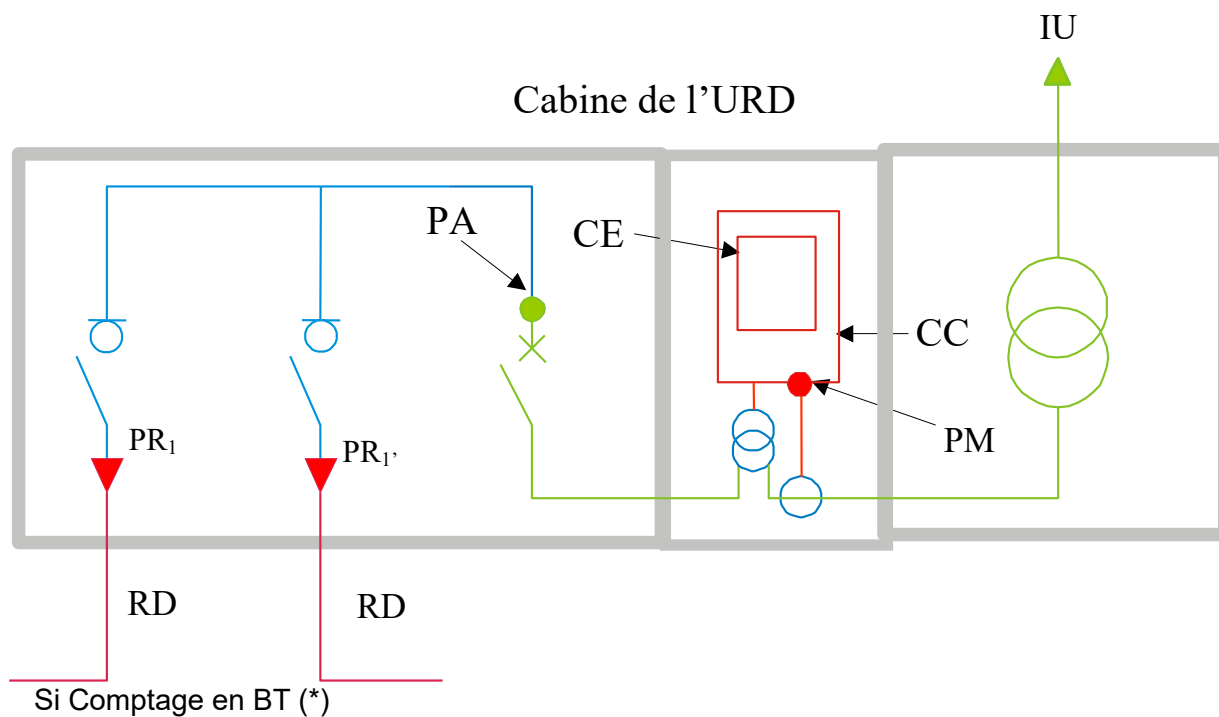 IU
Cabine de l’URD
PA
CE
CC
PR1
PR1’
PM
RD
RD
Si Comptage en BT (*)